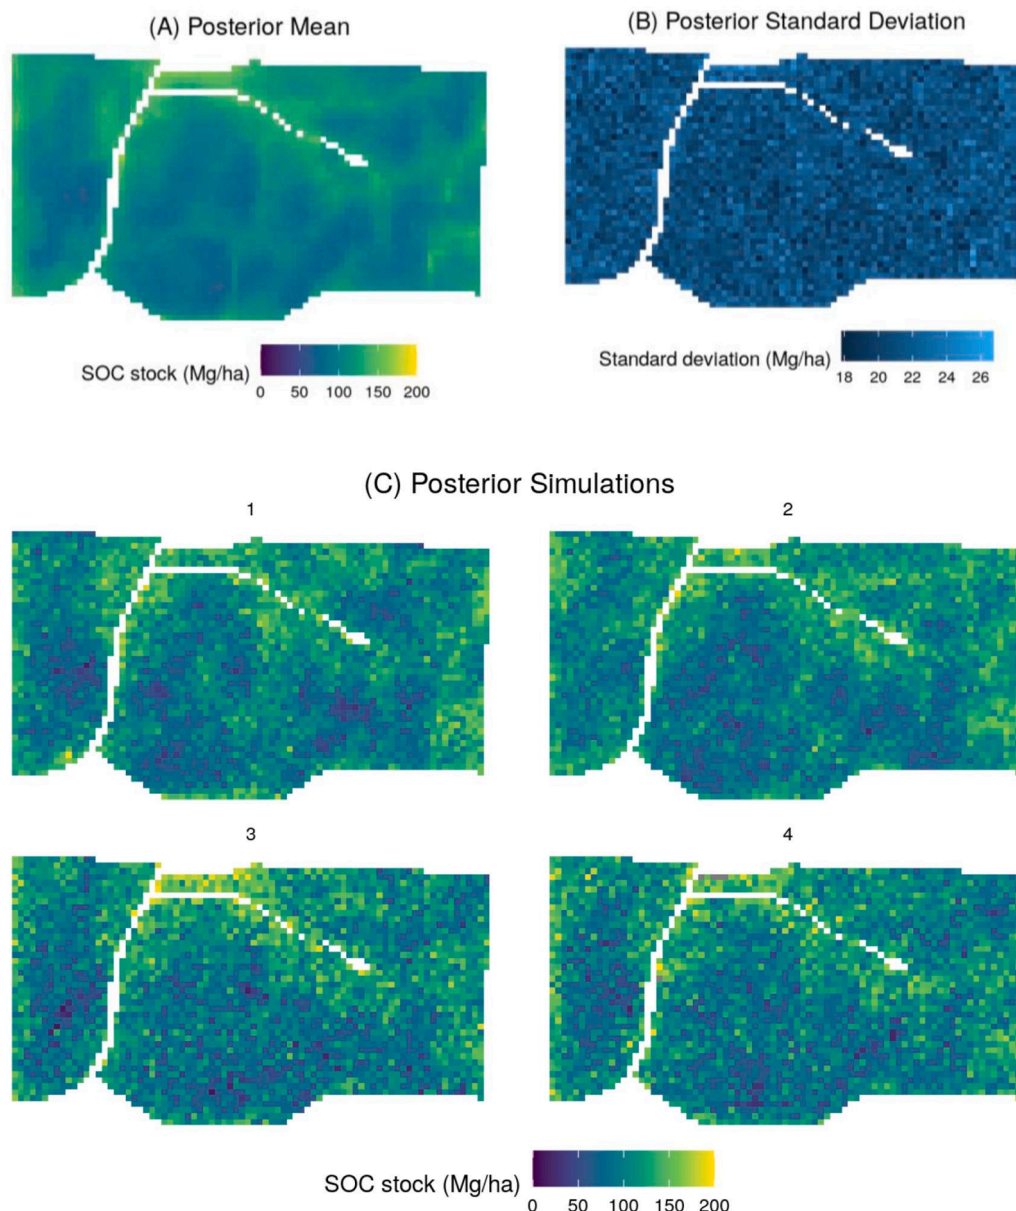 (A) Posterior Mean
(B) Posterior Standard Deviation
SOC stock (Mg/ha)
0 50 100 150 200
Standard deviation (Mg/ha)
18 20 22 24 26
(C) Posterior Simulations
1
2
3
4
SOC stock (Mg/ha)
0 50 100 150 200